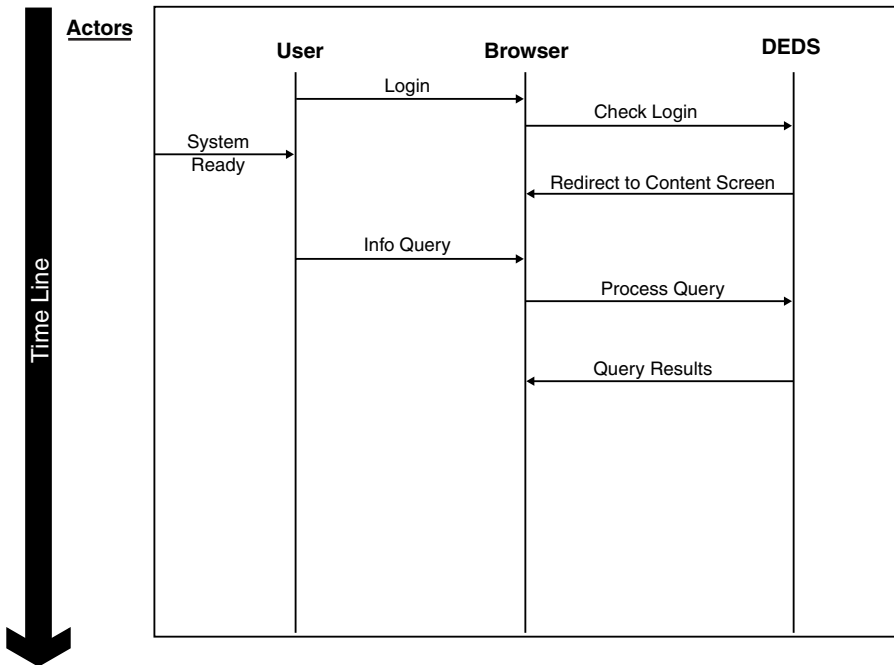 Actors
User
Browser
DEDS
Login
Check Login
System
Ready
Redirect to Content Screen
Info Query
Process Query
Query Results
Time Line